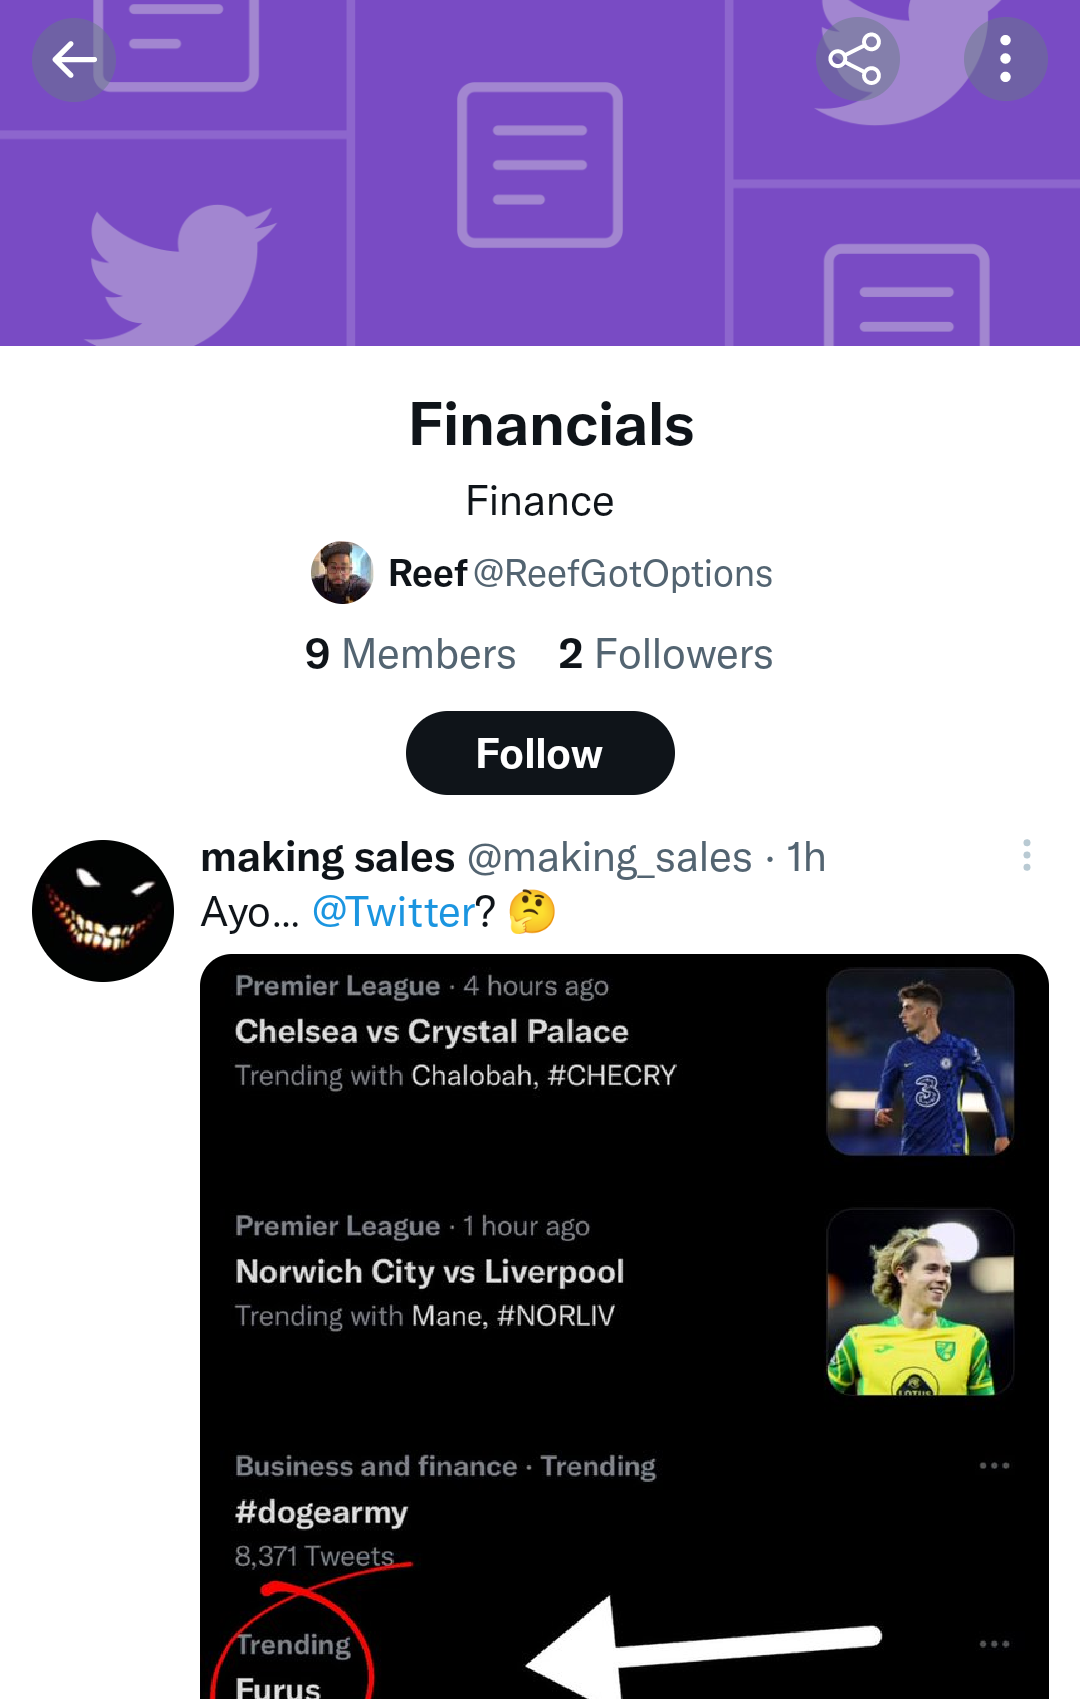 Financials
Finance
Reef @ReefGotOptions
9 Members 2 Followers
Follow
making sales @making_sales · 1h
Ayo... @Twitter? 🤔
Premier League · 4 hours ago
Chelsea vs Crystal Palace
Trending with Chalobah, #CHECRY
3
Premier League · 1 hour ago
Norwich City vs Liverpool
Trending with Mane, #NORLIV
LOTUS
Business and finance · Trending
#dogearmy
8,371 Tweets
Trending
Furus